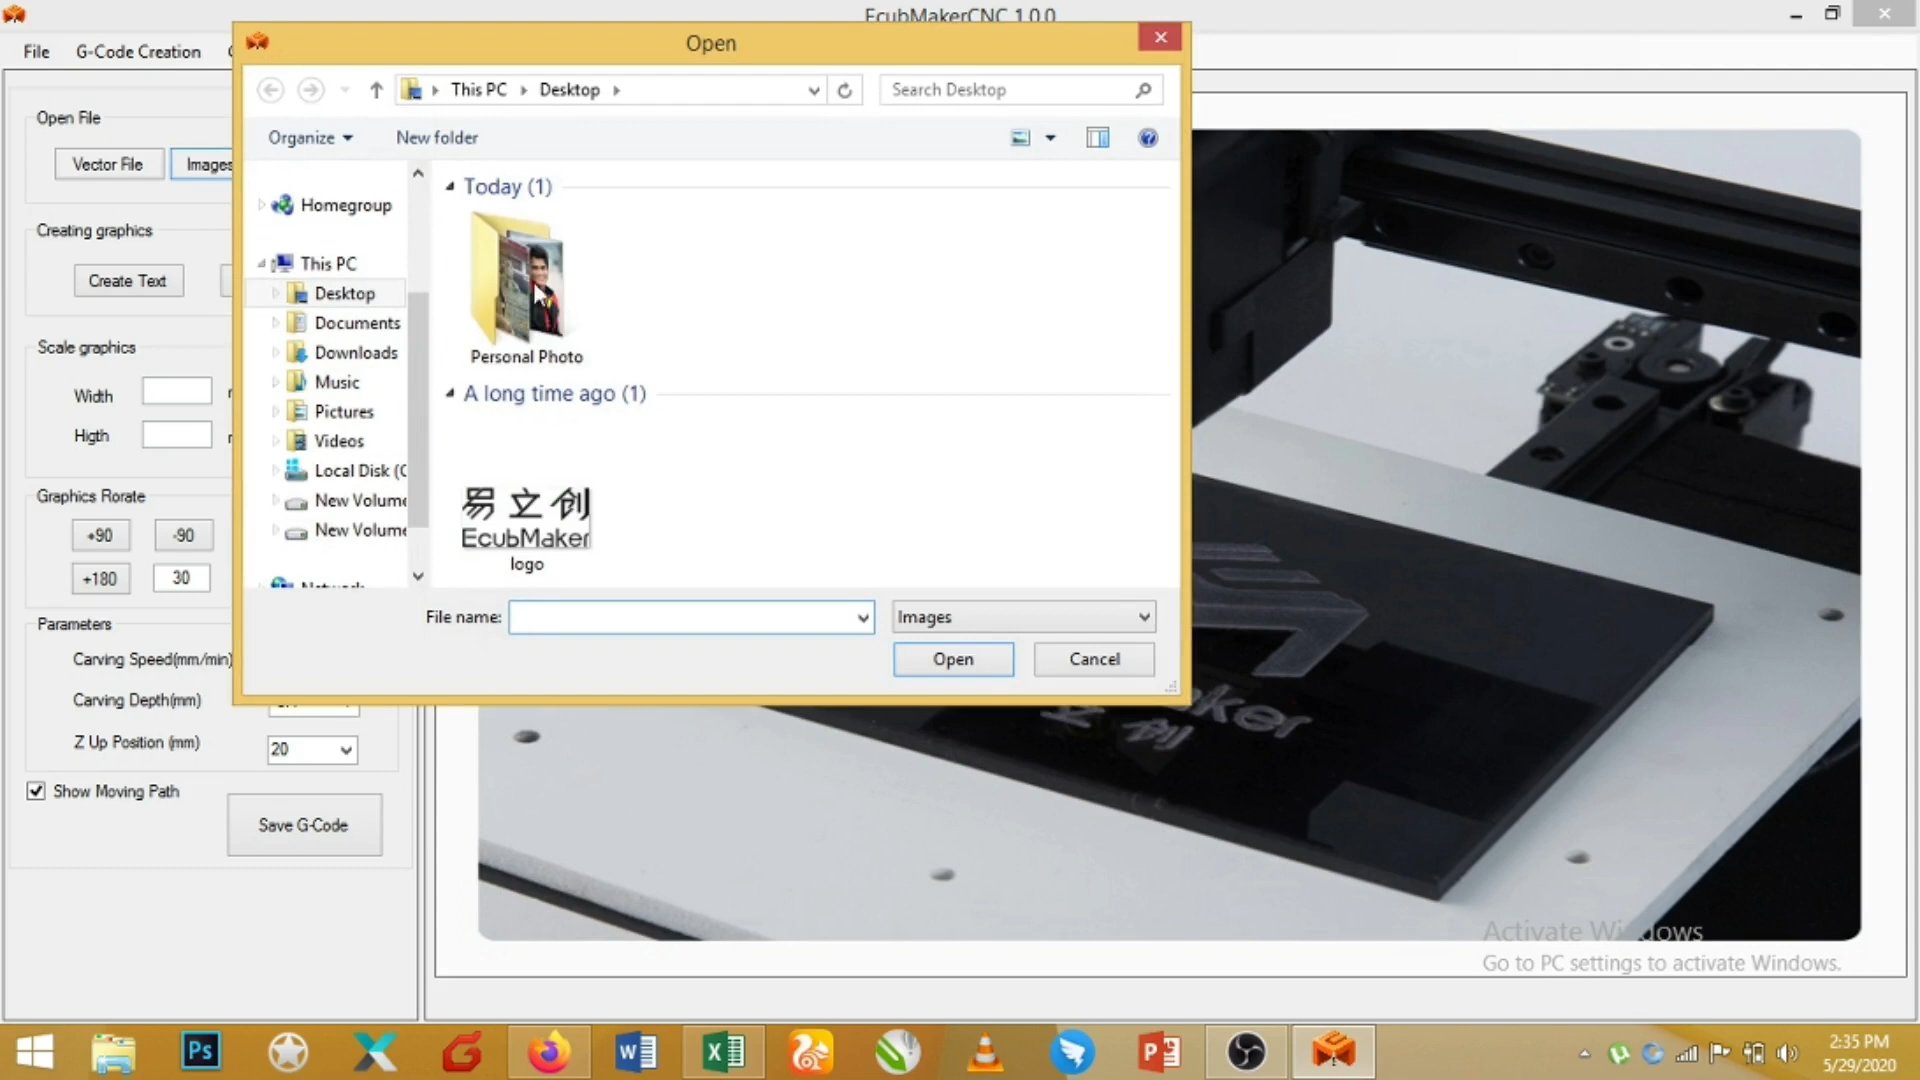 EcubMakerCNC 1.0.0
File
G-Code Creation
Open
This PC
Desktop
Search Desktop
Organize
New folder
Open File
Vector File
Images
Creating graphics
Create Text
Scale graphics
Width
Higth
Graphics Rorate
+90
-90
+180
30
Parameters
Carving Speed(mm/min)
Carving Depth(mm)
Z Up Position (mm)
20
Show Moving Path
Save G-Code
Homegroup
This PC
Desktop
Documents
Downloads
Music
Pictures
Videos
Local Disk (C
New Volume
New Volume
Network
Today (1)
Personal Photo
A long time ago (1)
易立创
EcubMaker
logo
File name:
Images
Open
Cancel
立创
Activate Windows
Go to PC settings to activate Windows.
Ps
2:35 PM
5/29/2020